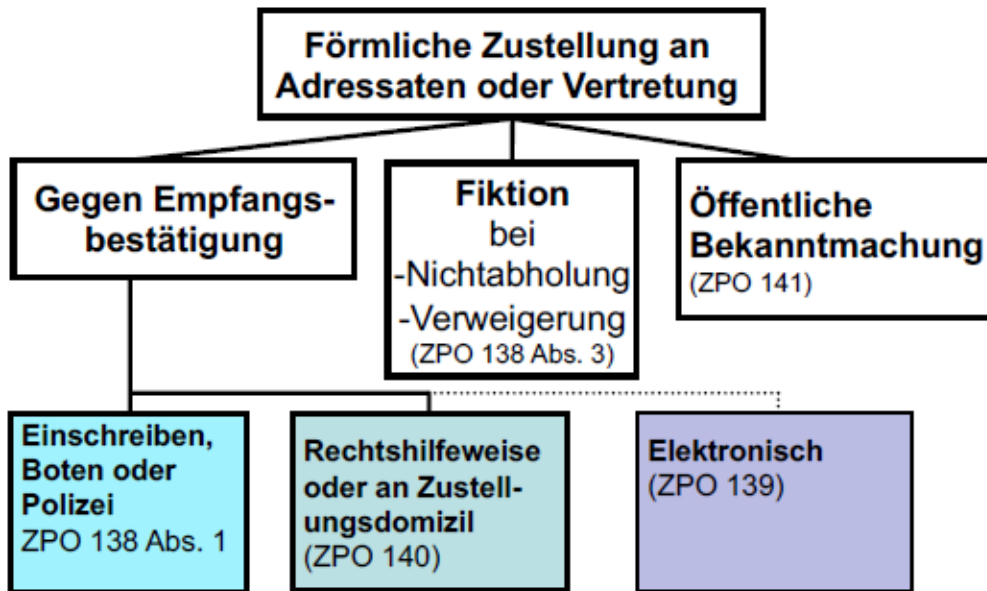 Förmliche Zustellung an
Adressaten oder Vertretung
Gegen Empfangs-
bestätigung
Fiktion
bei
-Nichtabholung
-Verweigerung
(ZPO 138 Abs. 3)
Öffentliche
Bekanntmachung
(ZPO 141)
Einschreiben,
Boten oder
Polizei
ZPO 138 Abs. 1
Rechtshilfeweise
oder an Zustell-
ungsdomizil
(ZPO 140)
Elektronisch
(ZPO 139)